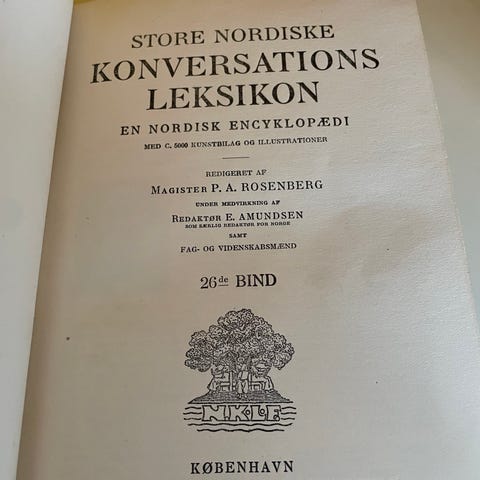 STORE NORDISKE
KONVERSATIONS
LEKSIKON
EN NORDISK ENCYKLOPÆDI
MED C. 5000 KUNSTBILAG OG ILLUSTRATIONER
REDIGERET AF
MAGISTER P. A. ROSENBERG
UNDER MEDVIRKNING AF
REDAKTØR E. AMUNDSEN
SOM SÆRLIG REDAKTØR FOR NORGE
SAMT
FAG- OG VIDENSKABSMÆND
26de BIND
N.K.L.F.
KØBENHAVN